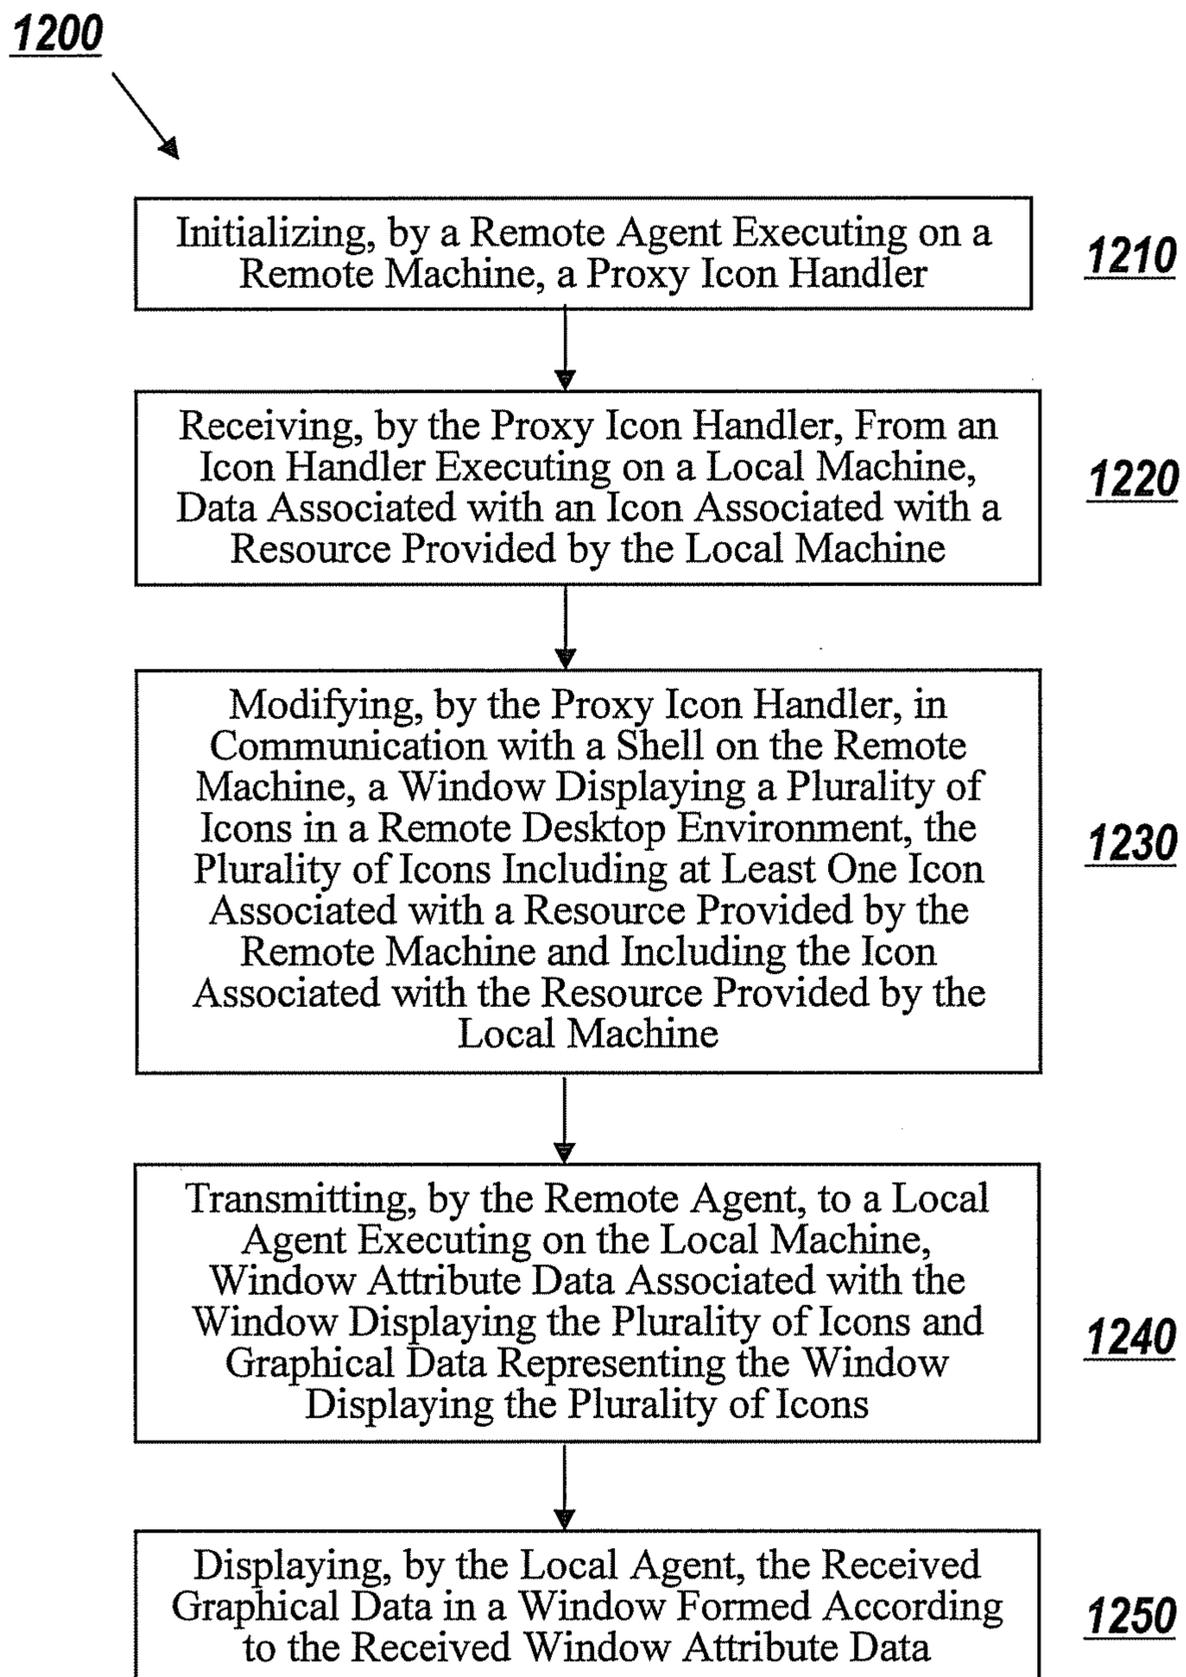 1200
Initializing, by a Remote Agent Executing on a
Remote Machine, a Proxy Icon Handler
1210
Receiving, by the Proxy Icon Handler, From an
Icon Handler Executing on a Local Machine,
Data Associated with an Icon Associated with a
Resource Provided by the Local Machine
1220
Modifying, by the Proxy Icon Handler, in
Communication with a Shell on the Remote
Machine, a Window Displaying a Plurality of
Icons in a Remote Desktop Environment, the
Plurality of Icons Including at Least One Icon
Associated with a Resource Provided by the
Remote Machine and Including the Icon
Associated with the Resource Provided by the
Local Machine
1230
Transmitting, by the Remote Agent, to a Local
Agent Executing on the Local Machine,
Window Attribute Data Associated with the
Window Displaying the Plurality of Icons and
Graphical Data Representing the Window
Displaying the Plurality of Icons
1240
Displaying, by the Local Agent, the Received
Graphical Data in a Window Formed According
to the Received Window Attribute Data
1250